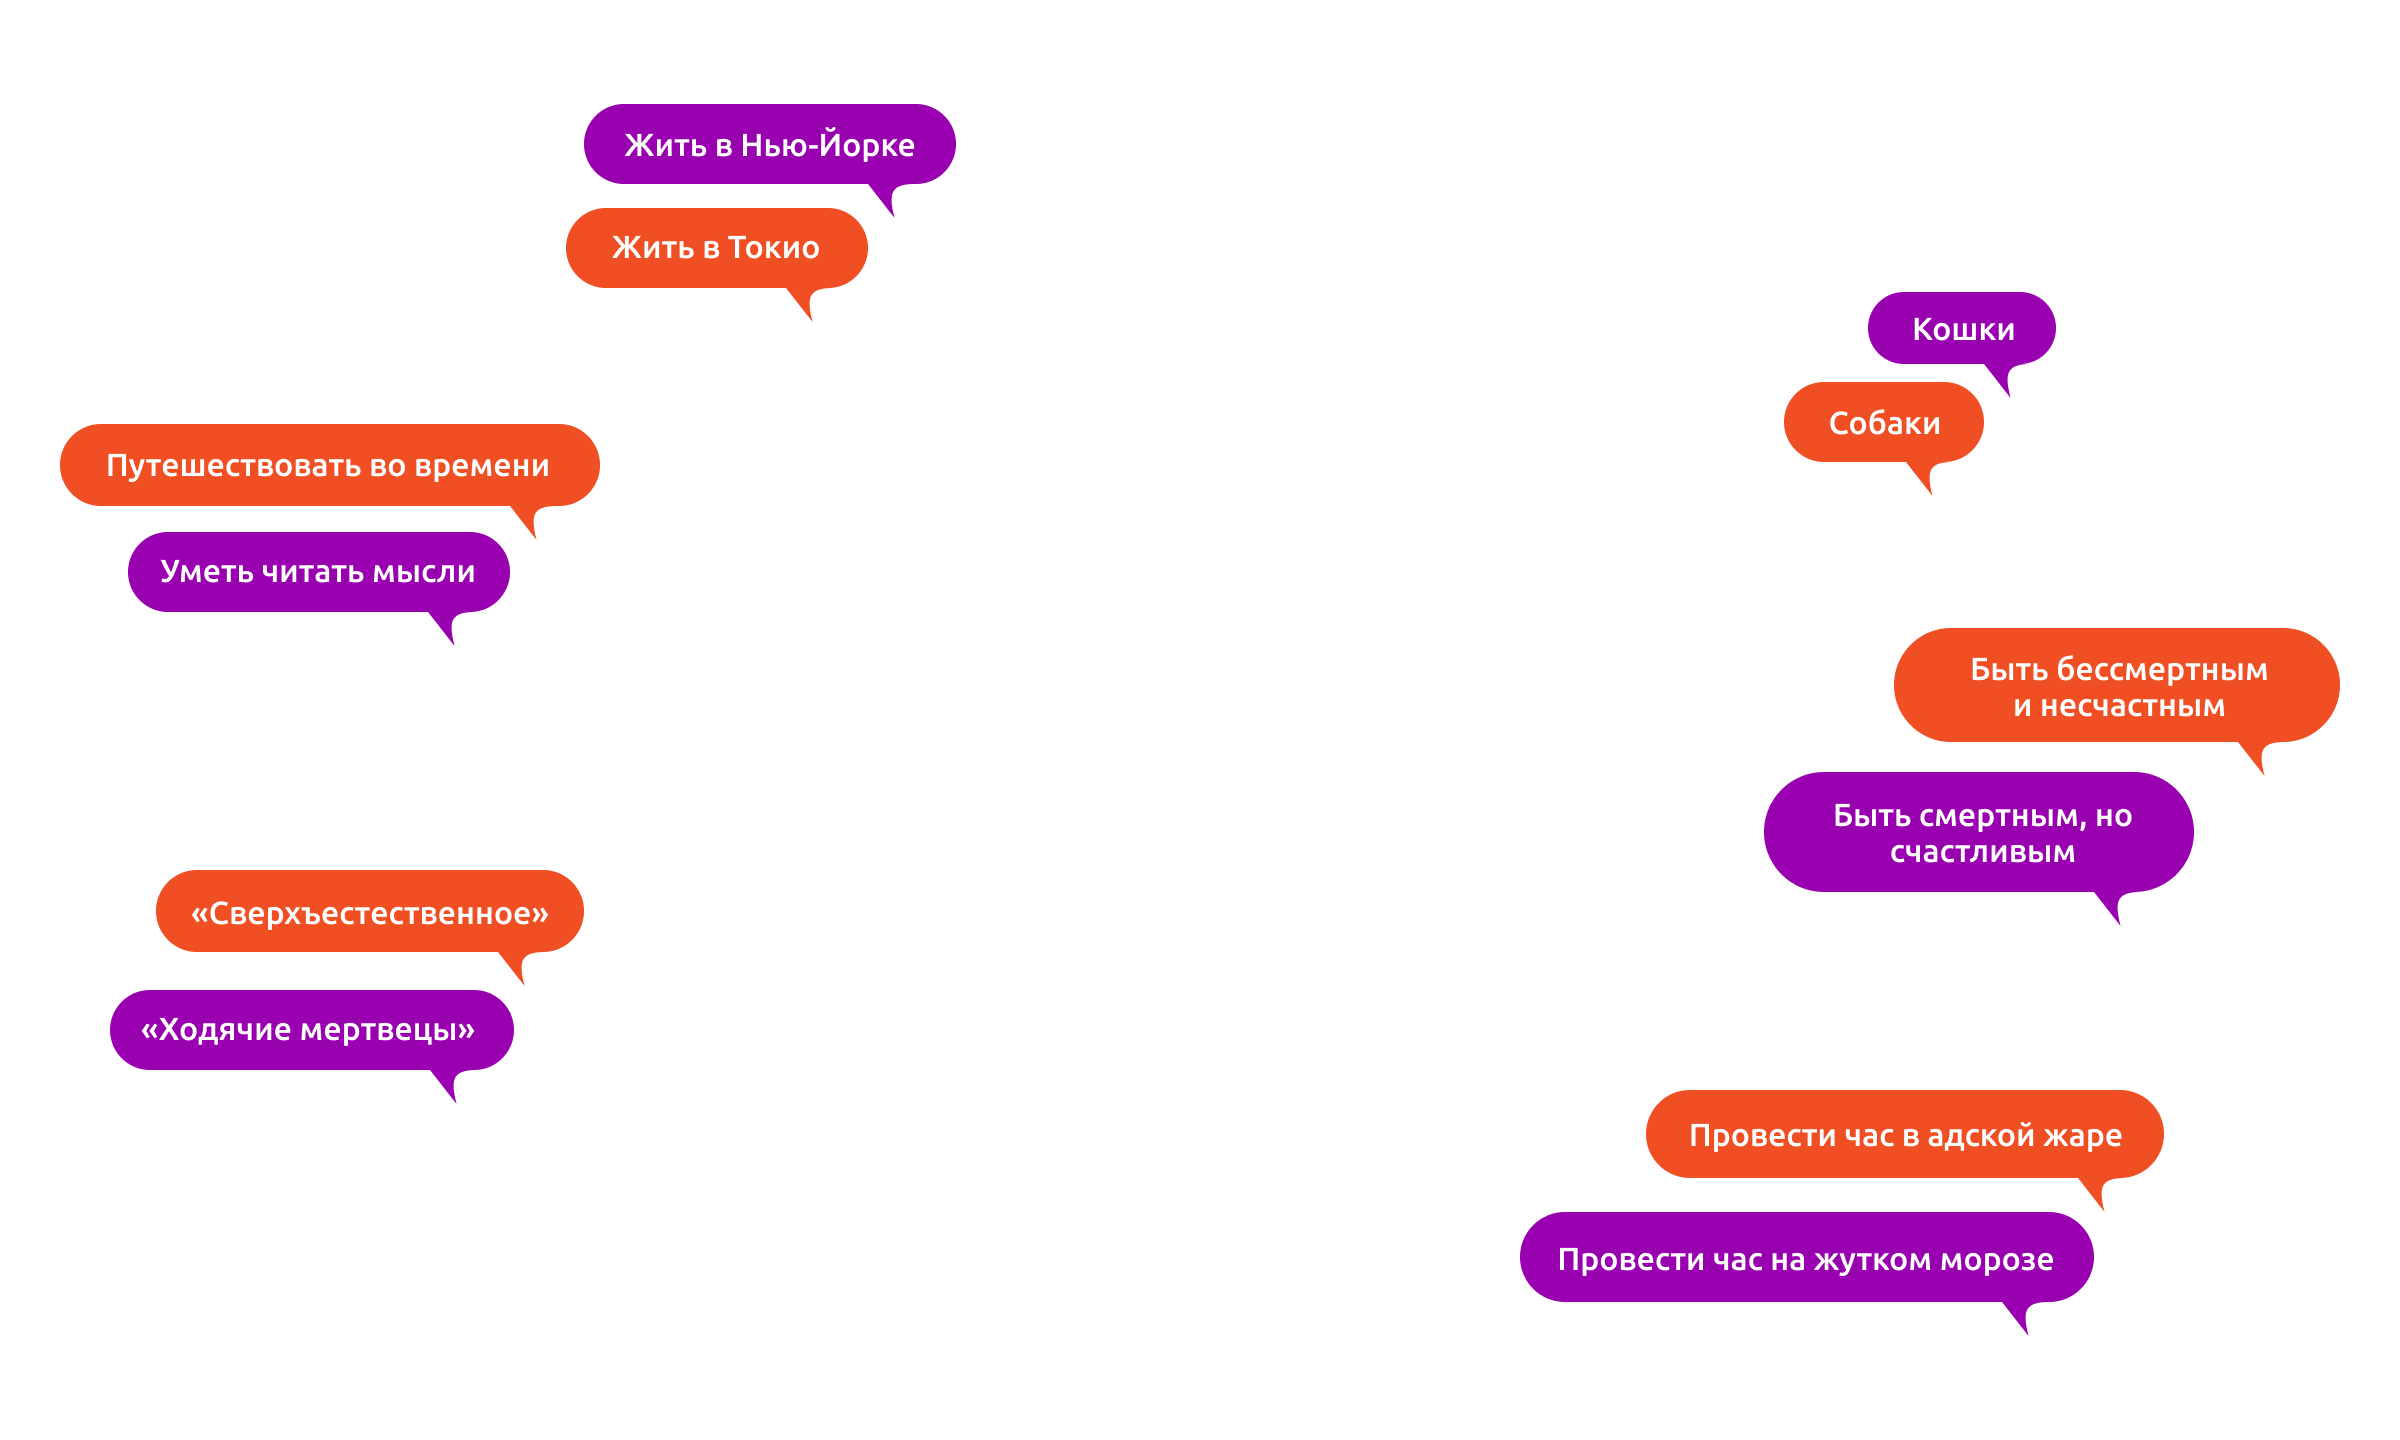 Жить в Нью-Йорке
Жить в Токио
Кошки
Собаки
Путешествовать во времени
Уметь читать мысли
Быть бессмертным
и несчастным
Быть смертным, но
счастливым
«Сверхъестественное»
«Ходячие мертвецы»
Провести час в адской жаре
Провести час на жутком морозе